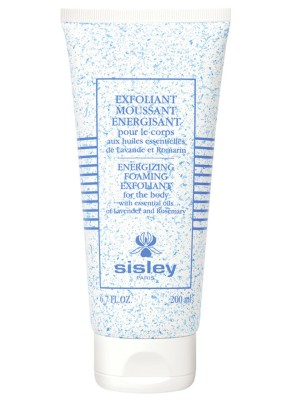 EXFOLIANT
MOUSSANT
ENERGISANT
pour le corps
aux huiles essentielles
de Lavande et Romarin
ENERGIZING
FOAMING
EXFOLIANT
for the body
with essential oils
of Lavender and Rosemary
sisley
PARIS
6.7 FL.OZ. 200 ml